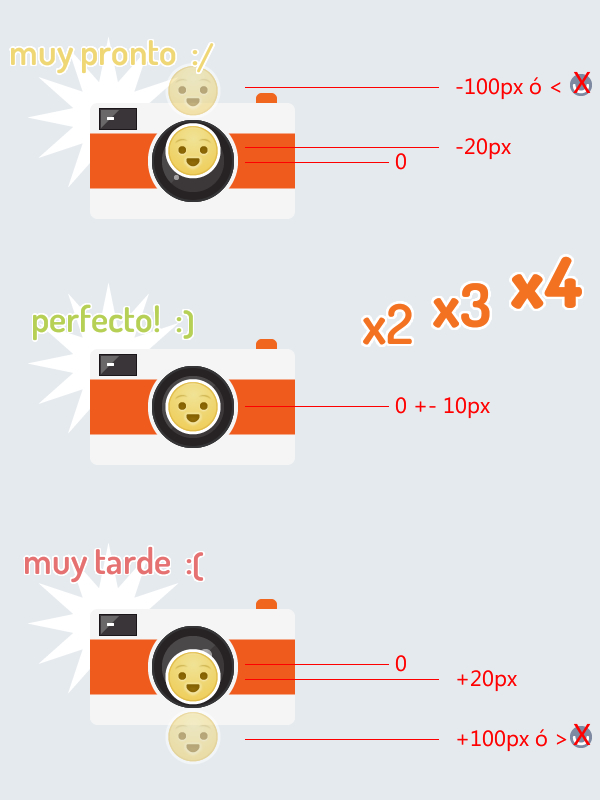 muy pronto :/
-100px ó < X
-20px
0
x2 x3 x4
perfecto! :)
0 +- 10px
muy tarde :(
0
+20px
+100px ó > X